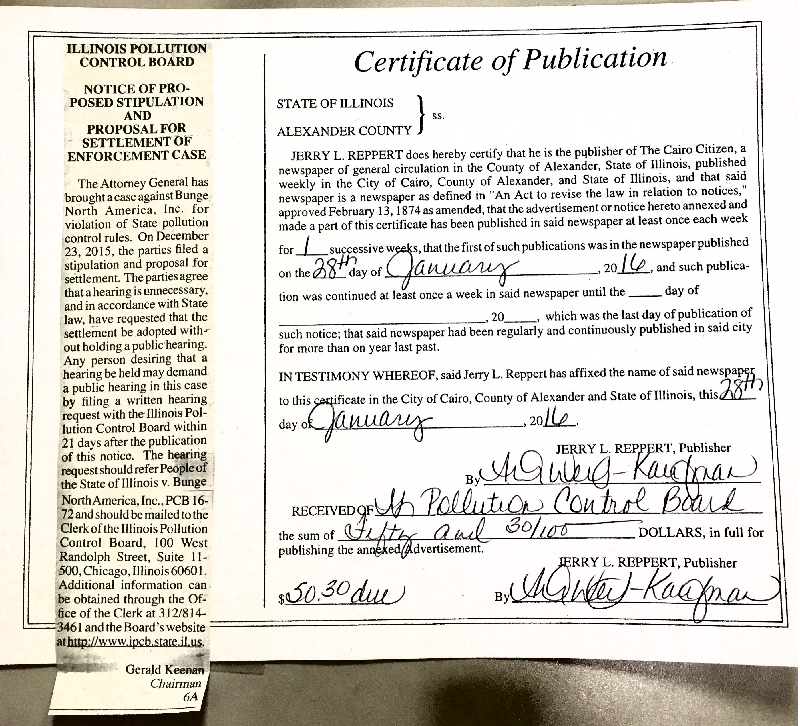 ILLINOIS POLLUTION
CONTROL BOARD
NOTICE OF PRO-
POSED STIPULATION
AND
PROPOSAL FOR
SETTLEMENT OF
ENFORCEMENT CASE
The Attorney General has
brought a case against Bunge
North America, Inc. for
violation of State pollution
control rules. On December
23, 2015, the parties filed a
stipulation and proposal for
settlement. The parties agree
that a hearing is unnecessary,
and in accordance with State
law, have requested that the
settlement be adopted with-
out holding a public hearing.
Any person desiring that a
hearing be held may demand
a public hearing in this case
by filing a written hearing
request with the Illinois Pol-
lution Control Board within
21 days after the publication
of this notice. The hearing
request should refer People of
the State of Illinois v. Bunge
North America, Inc., PCB 16-
72 and should be mailed to the
Clerk of the Illinois Pollution
Control Board, 100 West
Randolph Street, Suite 11-
500, Chicago, Illinois 60601.
Additional information can
be obtained through the Of-
fice of the Clerk at 312/814-
3461 and the Board's website
at http://www.ipcb.state.il.us.
Gerald Keenan
Chairman
6A
Certificate of Publication
STATE OF ILLINOIS
ss.
ALEXANDER COUNTY
JERRY L. REPPERT does hereby certify that he is the publisher of The Cairo Citizen, a
newspaper of general circulation in the County of Alexander, State of Illinois, published
weekly in the City of Cairo, County of Alexander, and State of Illinois, and that said
newspaper is a newspaper as defined in "An Act to revise the law in relation to notices,"
approved February 13, 1874 as amended, that the advertisement or notice hereto annexed and
made a part of this certificate has been published in said newspaper at least once each week
for 1 successive weeks, that the first of such publications was in the newspaper published
on the 28th day of January, 2016, and such publica-
tion was continued at least once a week in said newspaper until the ____ day of
____, 20____, which was the last day of publication of
such notice; that said newspaper had been regularly and continuously published in said city
for more than on year last past.
IN TESTIMONY WHEREOF, said Jerry L. Reppert has affixed the name of said newspaper
to this certificate in the City of Cairo, County of Alexander and State of Illinois, this 28th
day of January, 2016.
JERRY L. REPPERT, Publisher
By
RECEIVED OF Pollution Control Board
the sum of Fifty and 30/100 DOLLARS, in full for
publishing the annexed Advertisement.
JERRY L. REPPERT, Publisher
$50.30 due By